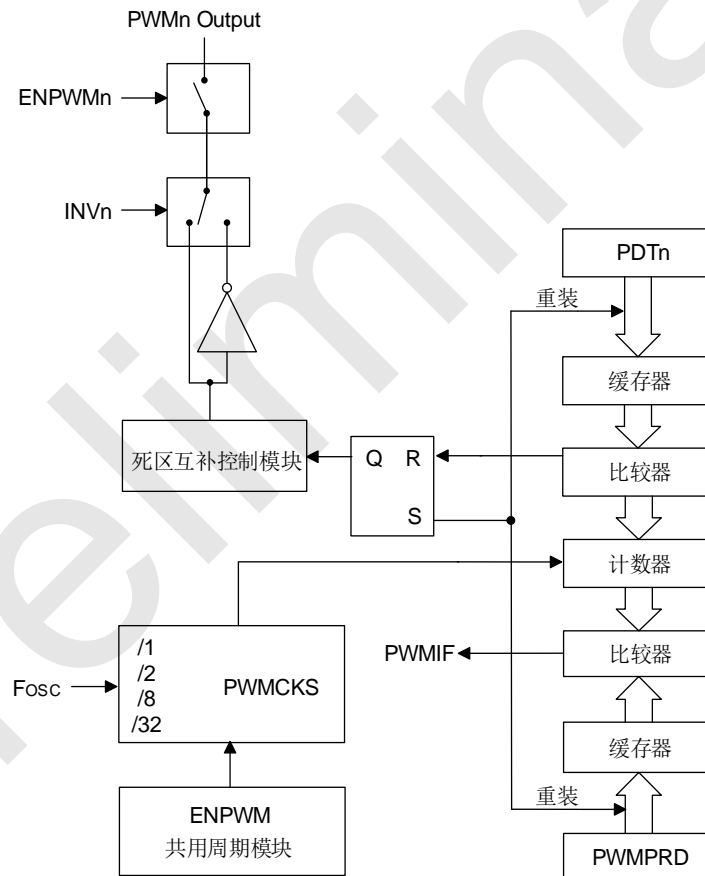 PWMn Output
ENPWMn
INVn
PDTn
重装
缓存器
死区互补控制模块
Q R
S
比较器
计数器
/1
/2
/8
/32
PWMCKS
Fosc
PWMIF
比较器
缓存器
ENPWM
共用周期模块
重装
PWMPRD